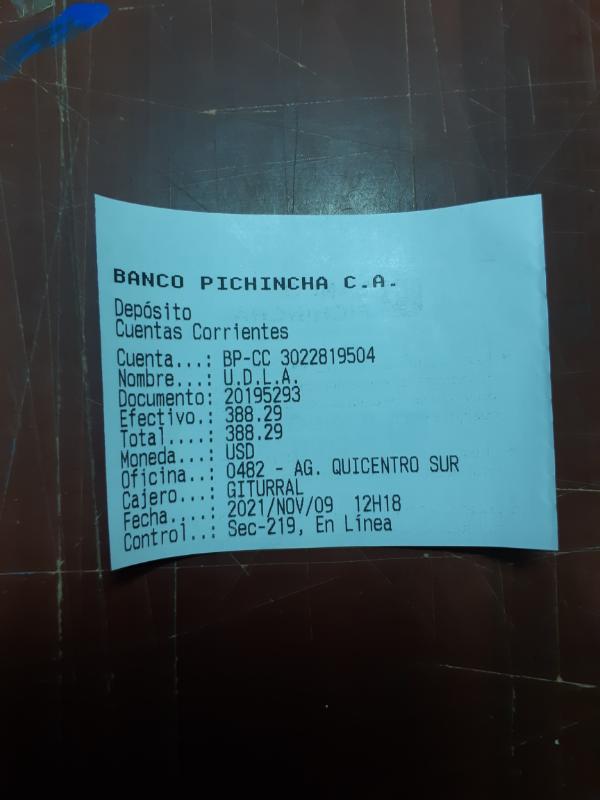 BANCO PICHINCHA C.A.
Depósito
Cuentas Corrientes
Cuenta...: BP-CC 3022819504
Nombre...: U.D.L.A.
Documento: 20195293
Efectivo.: 388.29
Total....: 388.29
Moneda...: USD
Oficina..: 0482 - AG. QUICENTRO SUR
Cajero...: GITURRAL
Fecha....: 2021/NOV/09 12H18
Control..: Sec-219, En Línea